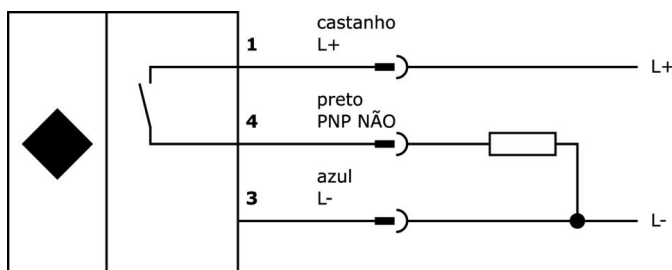 castanho
1 L+
L+
preto
4 PNP NÃO
azul
3 L-
L-